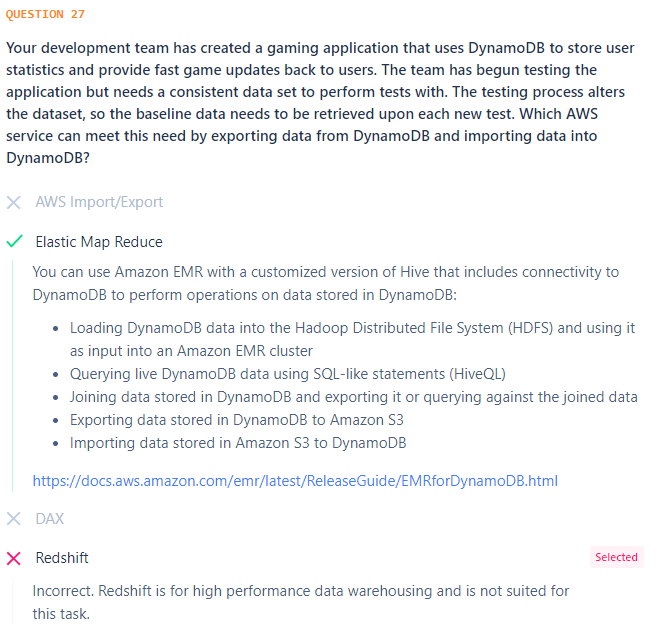 QUESTION 27
Your development team has created a gaming application that uses DynamoDB to store user
statistics and provide fast game updates back to users. The team has begun testing the
application but needs a consistent data set to perform tests with. The testing process alters
the dataset, so the baseline data needs to be retrieved upon each new test. Which AWS
service can meet this need by exporting data from DynamoDB and importing data into
DynamoDB?
AWS Import/Export
Elastic Map Reduce
You can use Amazon EMR with a customized version of Hive that includes connectivity to
DynamoDB to perform operations on data stored in DynamoDB:
• Loading DynamoDB data into the Hadoop Distributed File System (HDFS) and using it
as input into an Amazon EMR cluster
• Querying live DynamoDB data using SQL-like statements (HiveQL)
• Joining data stored in DynamoDB and exporting it or querying against the joined data
• Exporting data stored in DynamoDB to Amazon S3
• Importing data stored in Amazon S3 to DynamoDB
https://docs.aws.amazon.com/emr/latest/ReleaseGuide/EMRforDynamoDB.html
DAX
Redshift Selected
Incorrect. Redshift is for high performance data warehousing and is not suited for
this task.